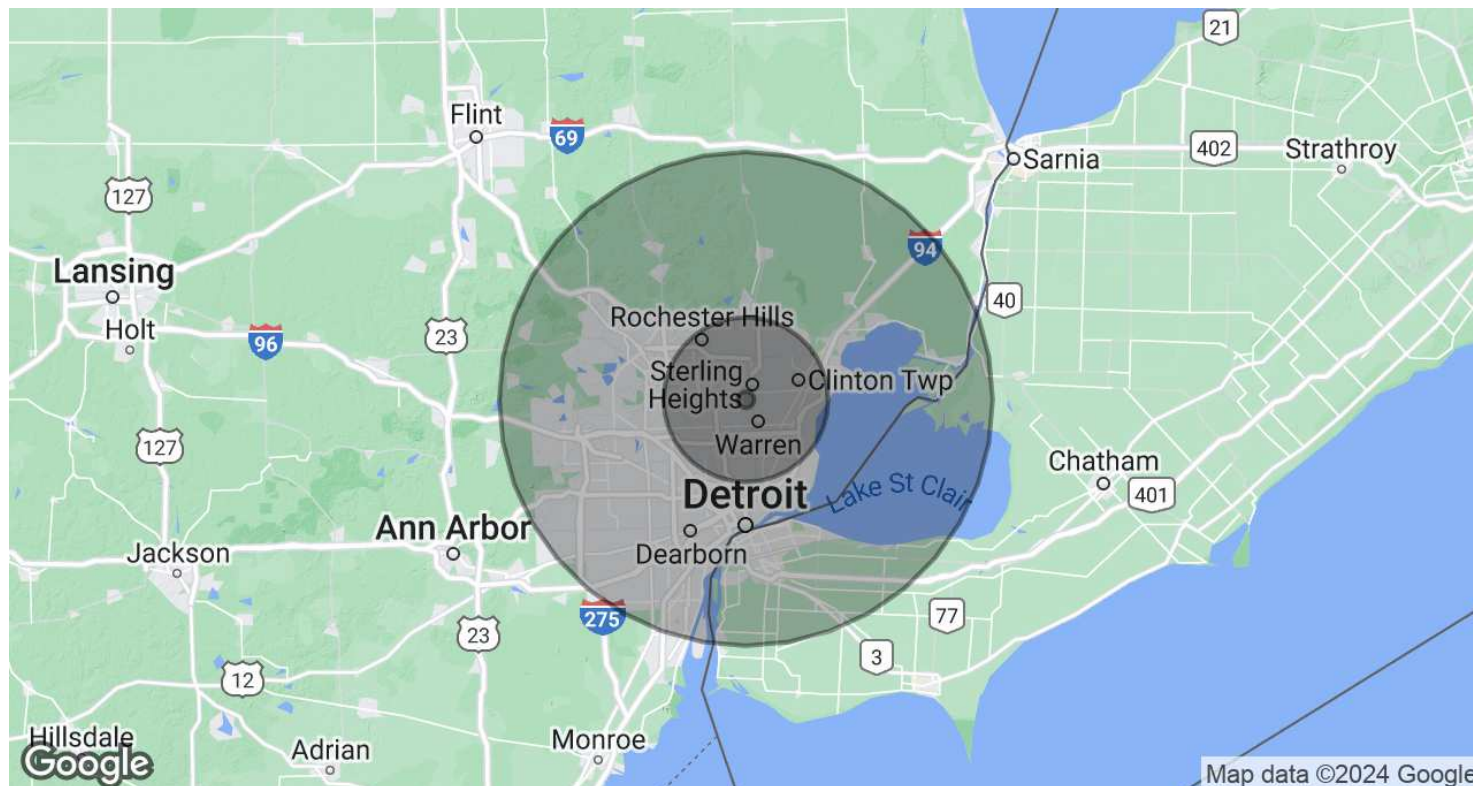 21
Flint
69
Sarnia
402
Strathroy
127
94
Lansing
Holt
96
23
40
Rochester Hills
Sterling
Heights
Clinton Twp
Warren
127
Chatham
401
Lake St Clair
Detroit
Ann Arbor
Dearborn
Jackson
275
23
77
3
12
Hillsdale
Adrian
Monroe
Google
Map data ©2024 Google